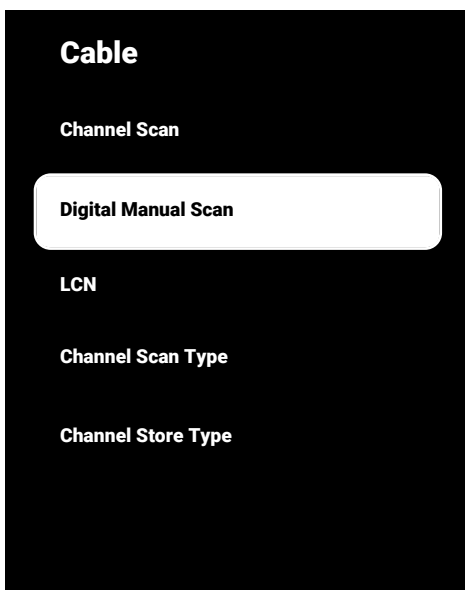 Cable
Channel Scan
Digital Manual Scan
LCN
Channel Scan Type
Channel Store Type